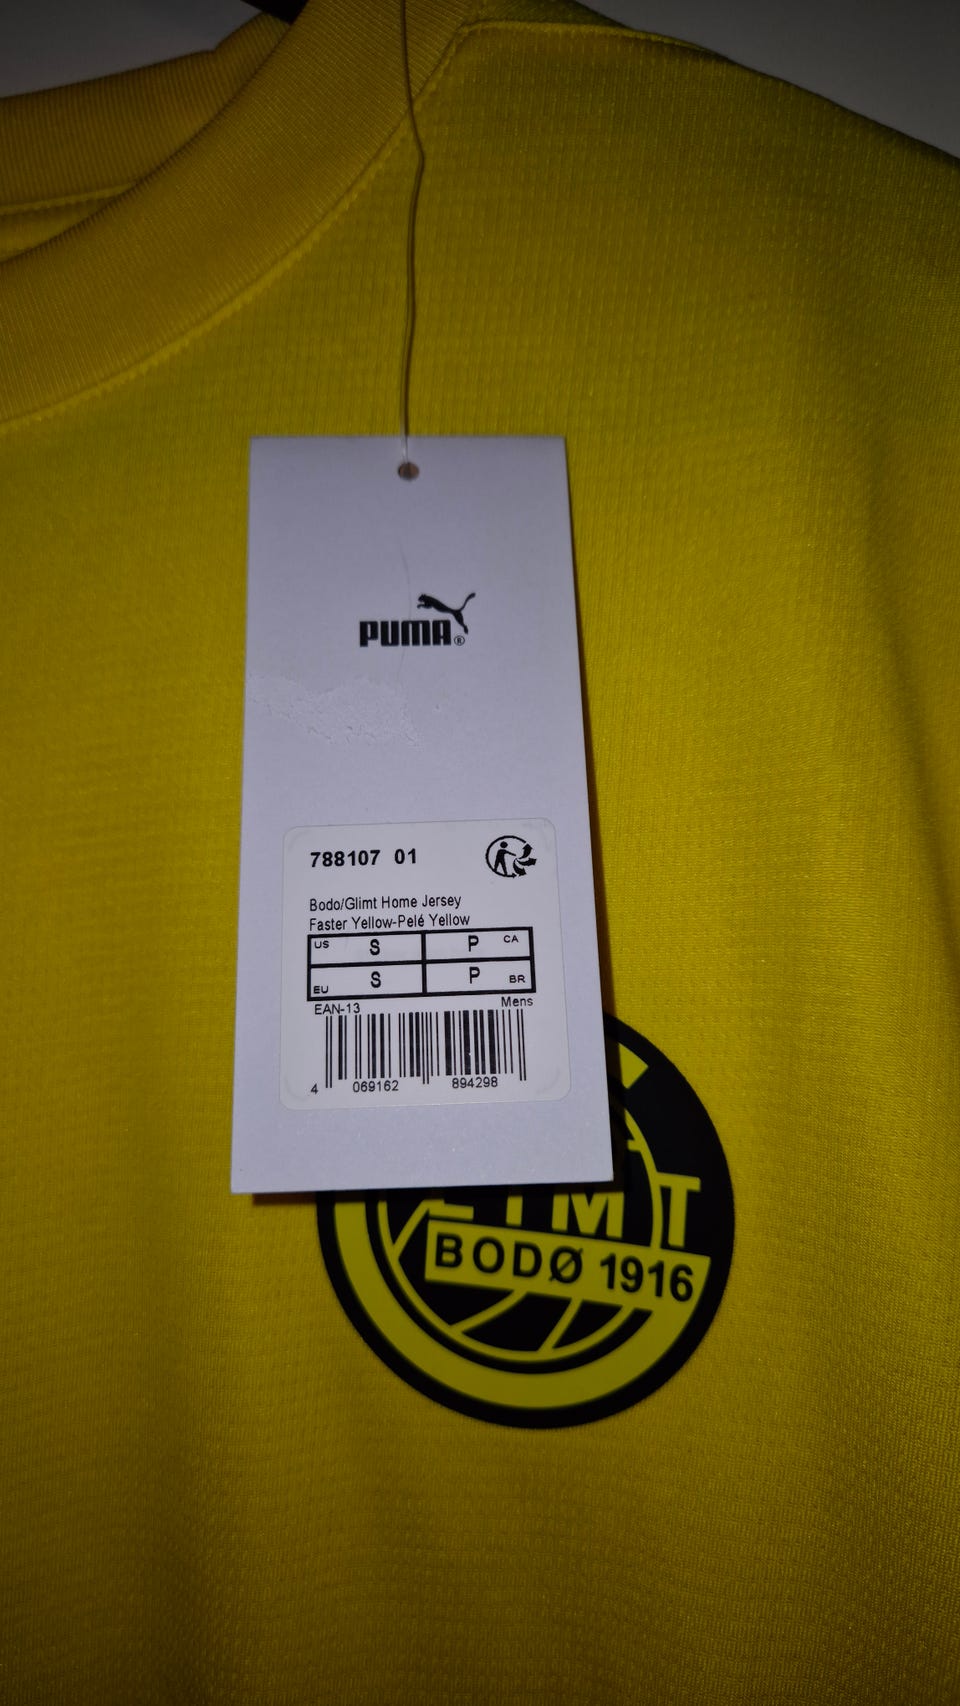 PUMA®
788107 01
Bodo/Glimt Home Jersey
Faster Yellow-Pelé Yellow
US S P CA
EU S P BR
EAN-13 Mens
4 069162 894298
BODØ 1916